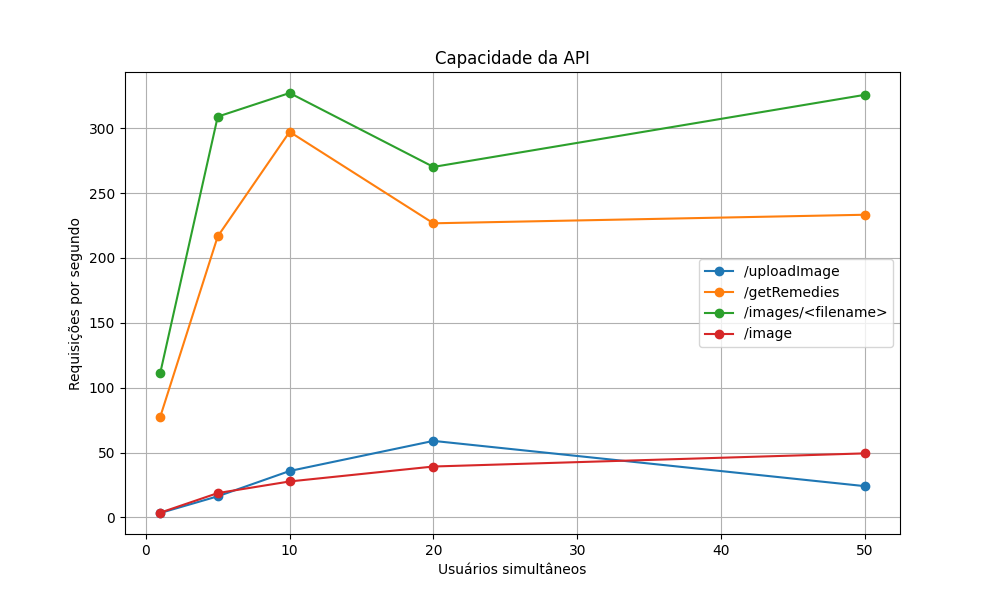 Capacidade da API
Requisições por segundo
300
250
200
150
100
50
0
/uploadImage
/getRemedies
/images/<filename>
/image
0 10 20 30 40 50
Usuários simultâneos